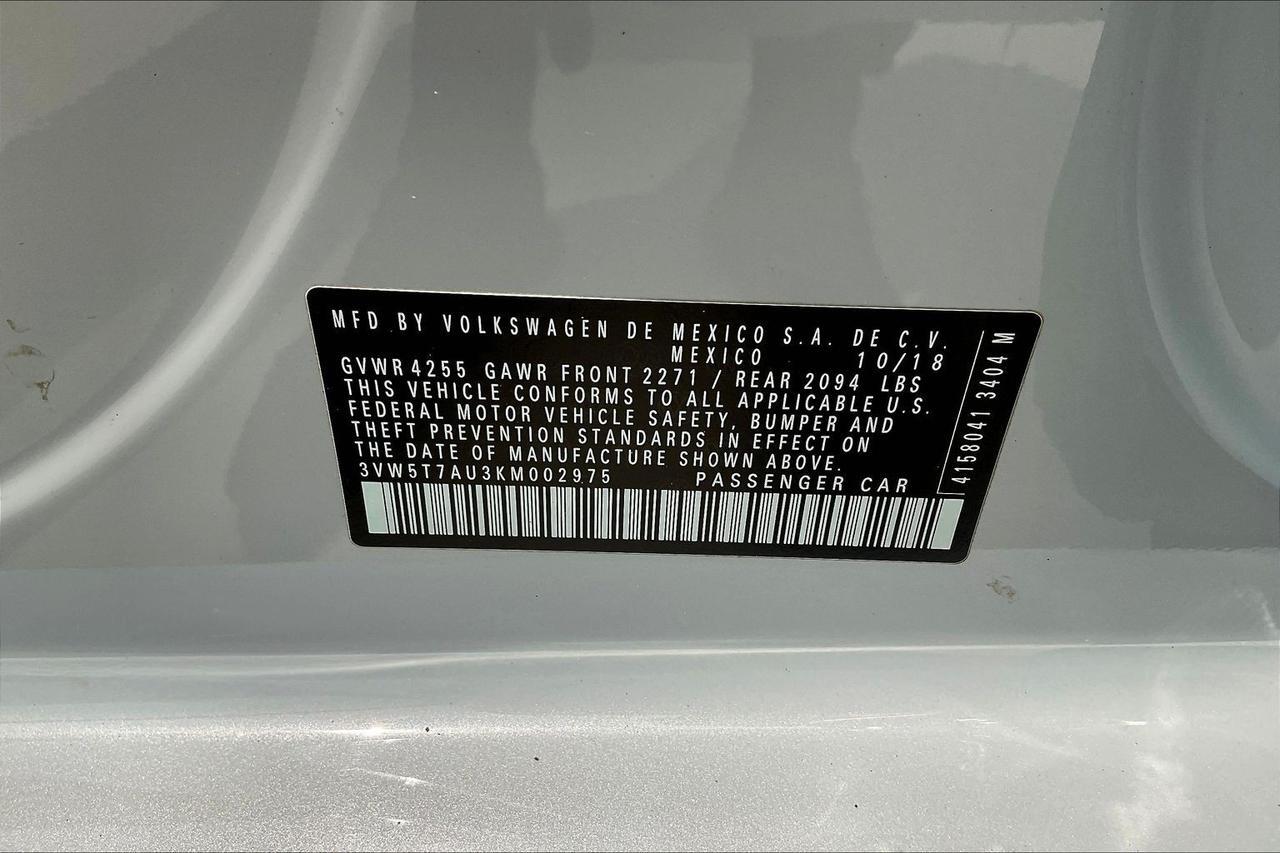 MFD BY VOLKSWAGEN DE MEXICO S.A. DE C.V.
MEXICO 10/18
GVWR 4255 GAWR FRONT 2271 / REAR 2094 LBS
THIS VEHICLE CONFORMS TO ALL APPLICABLE U.S.
FEDERAL MOTOR VEHICLE SAFETY, BUMPER AND
THEFT PREVENTION STANDARDS IN EFFECT ON
THE DATE OF MANUFACTURE SHOWN ABOVE.
3VW5T7AU3KM002975 PASSENGER CAR
4158041 3404 M